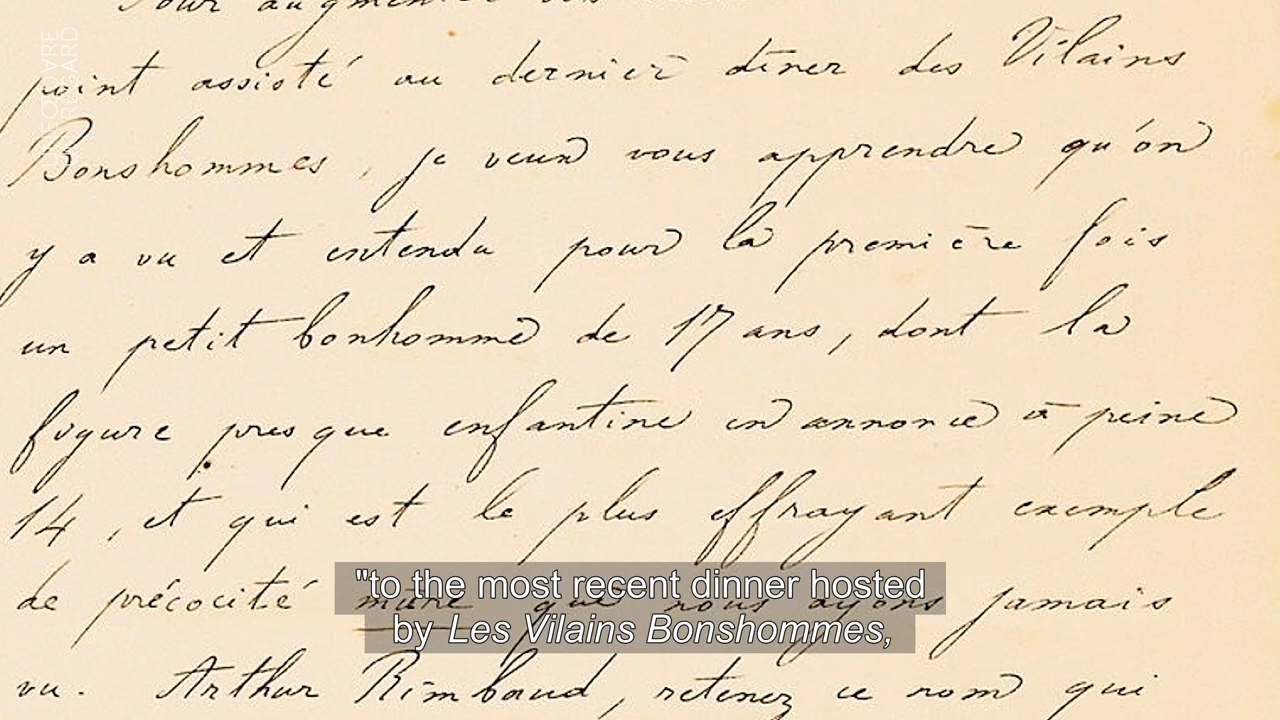 Pour augmenter vos
point assisté au dernier dîner des Vilains
Bonshommes, je veux vous apprendre qu'on
y a vu et entendu pour la première fois
un petit bonhomme de 17 ans, dont la
figure presque enfantine en annonce à peine
14, et qui est le plus effrayant exemple
de précocité mûre que nous ayons jamais
vu. Arthur Rimbaud, retenez ce nom qui
"to the most recent dinner hosted
by Les Vilains Bonshommes,